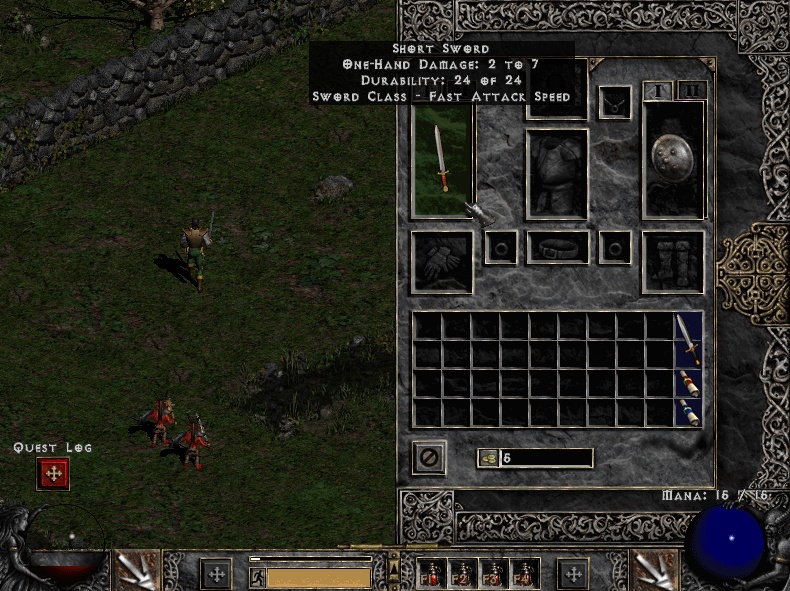 Short Sword
One-Hand Damage: 2 to 7
Durability: 24 of 24
Sword Class - Fast Attack Speed
I
II
6
Quest Log
Mana: 16 / 16
F1
F2
F3
F4